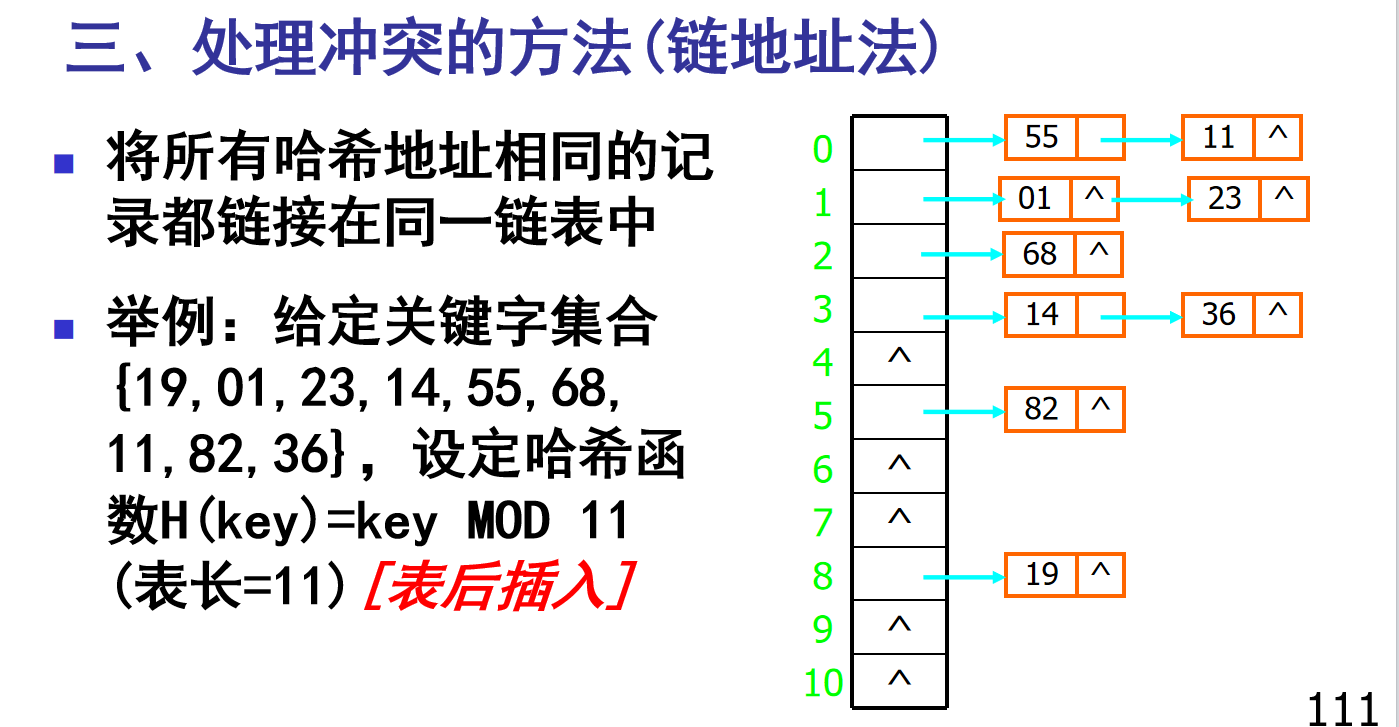 三、处理冲突的方法(链地址法)
将所有哈希地址相同的记
录都链接在同一链表中
举例：给定关键字集合
{19,01,23,14,55,68,
11,82,36}，设定哈希函
数H(key)=key MOD 11
(表长=11)[表后插入]
0 55 11 ^
1 01 ^ 23 ^
2 68 ^
3 14 36 ^
4 ^
5 82 ^
6 ^
7 ^
8 19 ^
9 ^
10 ^
111